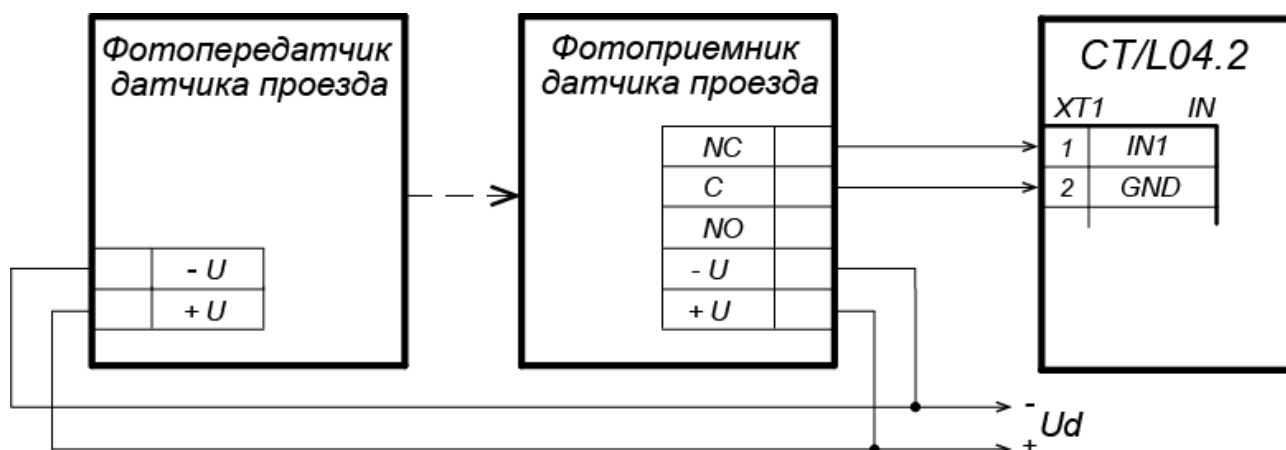 Фотопередатчик
датчика проезда
- U
+ U
Фотоприемник
датчика проезда
NC
C
NO
- U
+ U
CT/L04.2
XT1 IN
1 IN1
2 GND
-
Ud
+